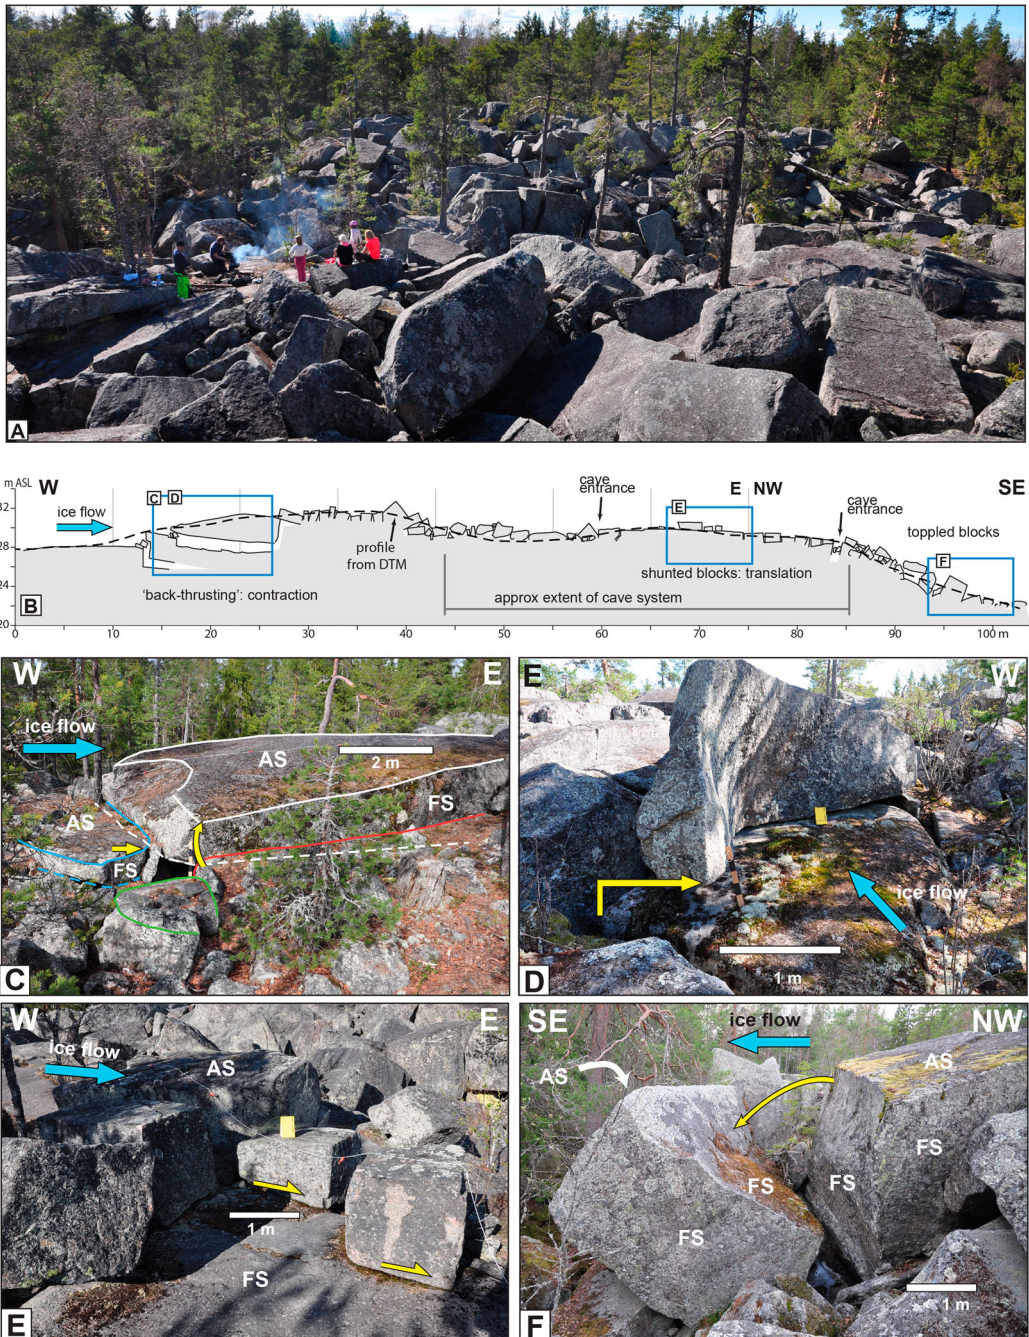 A
m ASL
W
E NW
SE
32
28
24
20
ice flow
C D
E
F
cave
entrance
cave
entrance
toppled blocks
profile
from DTM
'back-thrusting': contraction
shunted blocks: translation
approx extent of cave system
B
0 10 20 30 40 50 60 70 80 90 100 m
W
E
ice flow
AS
2 m
FS
AS
FS
C
E
W
ice flow
1 m
D
W
E
ice flow
AS
1 m
FS
E
SE
NW
ice flow
AS
AS
FS
FS
FS
FS
1 m
F